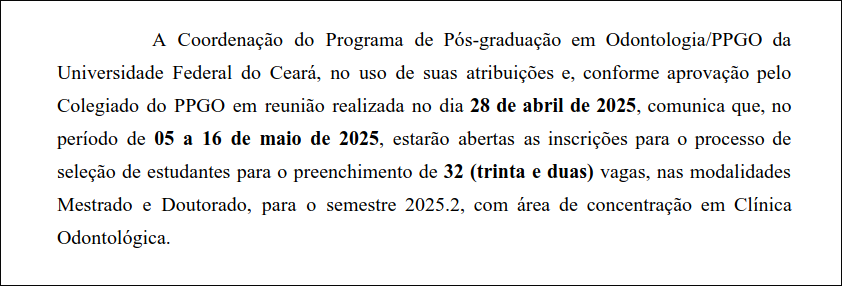 A Coordenação do Programa de Pós-graduação em Odontologia/PPGO da
Universidade Federal do Ceará, no uso de suas atribuições e, conforme aprovação pelo
Colegiado do PPGO em reunião realizada no dia 28 de abril de 2025, comunica que, no
período de 05 a 16 de maio de 2025, estarão abertas as inscrições para o processo de
seleção de estudantes para o preenchimento de 32 (trinta e duas) vagas, nas modalidades
Mestrado e Doutorado, para o semestre 2025.2, com área de concentração em Clínica
Odontológica.